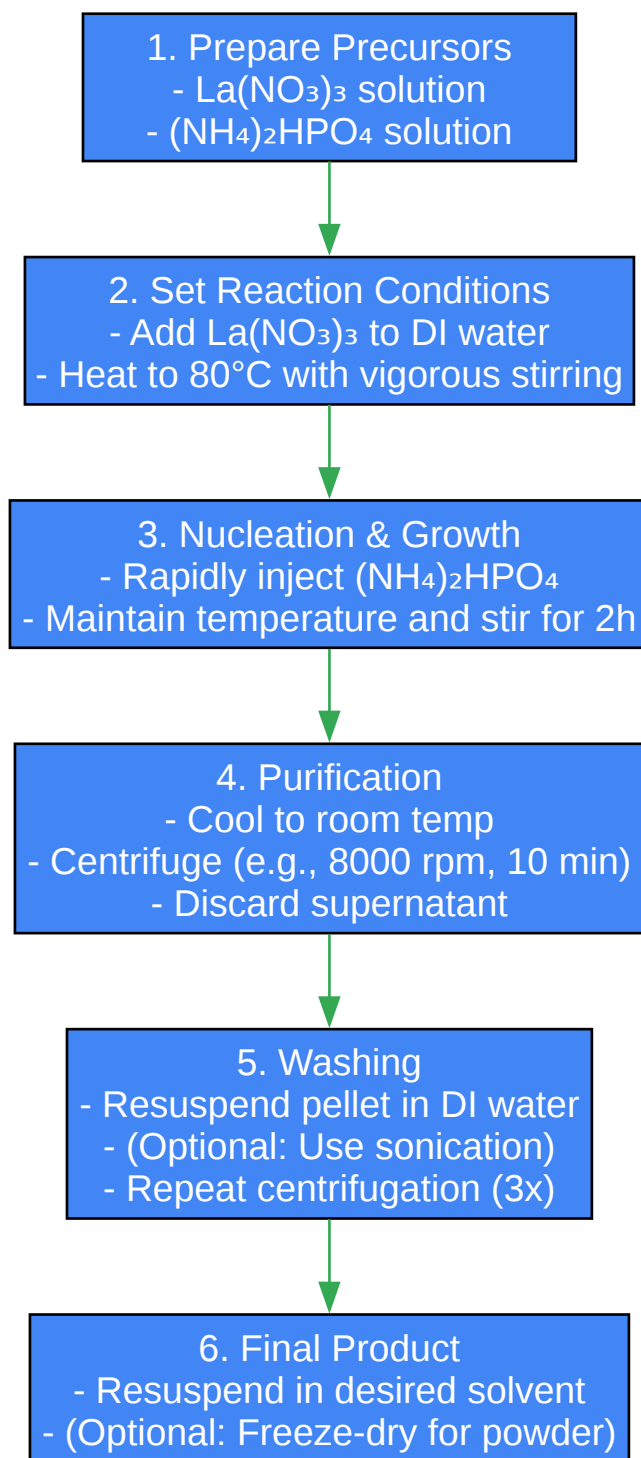 1. Prepare Precursors
- La(NO₃)₃ solution
- (NH₄)₂HPO₄ solution
2. Set Reaction Conditions
- Add La(NO₃)₃ to DI water
- Heat to 80°C with vigorous stirring
3. Nucleation & Growth
- Rapidly inject (NH₄)₂HPO₄
- Maintain temperature and stir for 2h
4. Purification
- Cool to room temp
- Centrifuge (e.g., 8000 rpm, 10 min)
- Discard supernatant
5. Washing
- Resuspend pellet in DI water
- (Optional: Use sonication)
- Repeat centrifugation (3x)
6. Final Product
- Resuspend in desired solvent
- (Optional: Freeze-dry for powder)